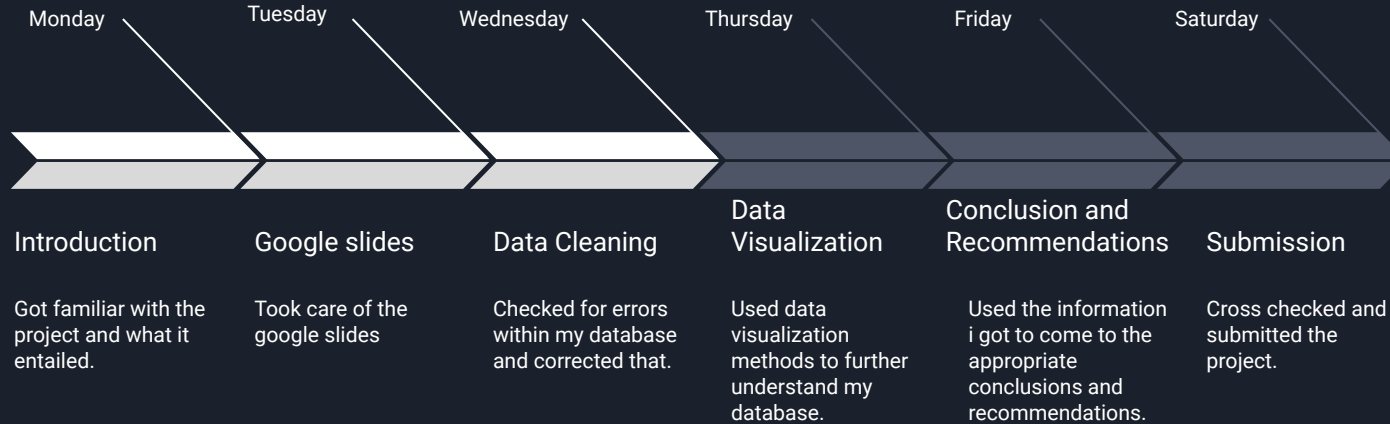 Monday
Tuesday
Wednesday
Thursday
Friday
Saturday
Introduction
Got familiar with the
project and what it
entailed.
Google slides
Took care of the
google slides
Data Cleaning
Checked for errors
within my database
and corrected that.
Data
Visualization
Used data
visualization
methods to further
understand my
database.
Conclusion and
Recommendations
Used the information
i got to come to the
appropriate
conclusions and
recommendations.
Submission
Cross checked and
submitted the
project.